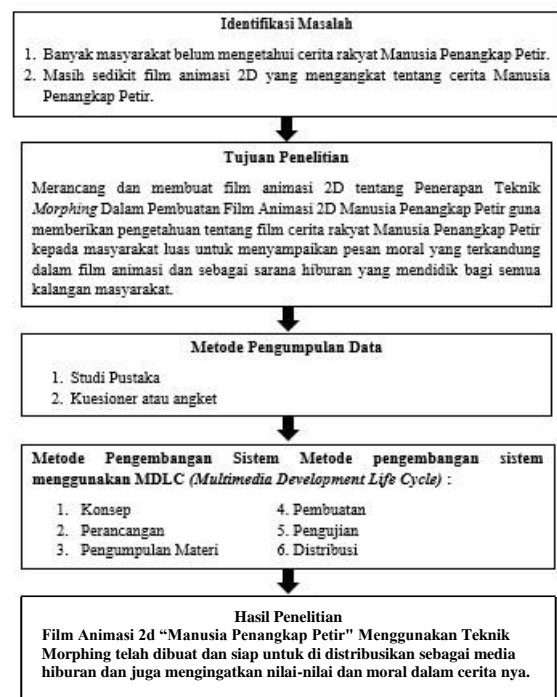 Identifikasi Masalah
1. Banyak masyarakat belum mengetahui cerita rakyat Manusia Penangkap Petir.
2. Masih sedikit film animasi 2D yang mengangkat tentang cerita Manusia
Penangkap Petir.
Tujuan Penelitian
Merancang dan membuat film animasi 2D tentang Penerapan Teknik
Morphing Dalam Pembuatan Film Animasi 2D Manusia Penangkap Petir guna
memberikan pengetahuan tentang film cerita rakyat Manusia Penangkap Petir
kepada masyarakat luas untuk menyampaikan pesan moral yang terkandung
dalam film animasi dan sebagai sarana hiburan yang mendidik bagi semua
kalangan masyarakat.
Metode Pengumpulan Data
1. Studi Pustaka
2. Kuesioner atau angket
Metode Pengembangan Sistem Metode pengembangan sistem
menggunakan MDLC (Multimedia Development Life Cycle) :
1. Konsep
2. Perancangan
3. Pengumpulan Materi
4. Pembuatan
5. Pengujian
6. Distribusi
Hasil Penelitian
Film Animasi 2d “Manusia Penangkap Petir" Menggunakan Teknik
Morphing telah dibuat dan siap untuk di distribusikan sebagai media
hiburan dan juga mengingatkan nilai-nilai dan moral dalam cerita nya.